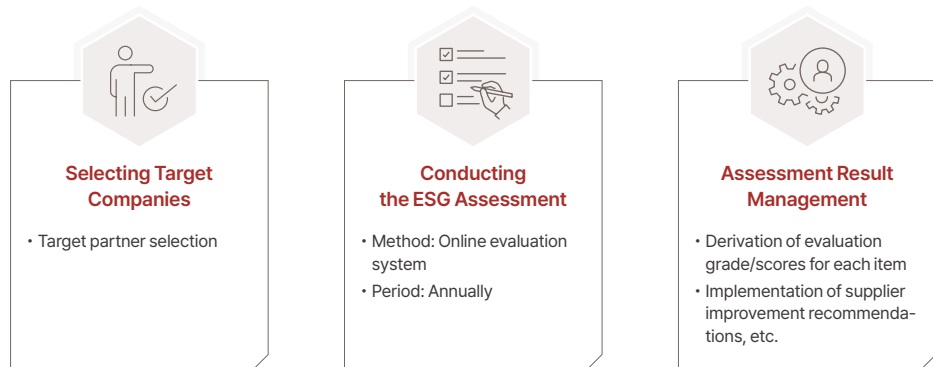 Selecting Target
Companies
• Target partner selection
Conducting
the ESG Assessment
• Method: Online evaluation
system
• Period: Annually
Assessment Result
Management
• Derivation of evaluation
grade/scores for each item
• Implementation of supplier
improvement recommenda-
tions, etc.